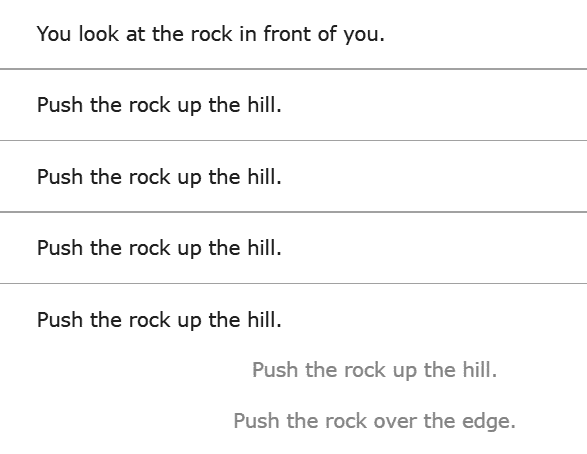 You look at the rock in front of you.
Push the rock up the hill.
Push the rock up the hill.
Push the rock up the hill.
Push the rock up the hill.
Push the rock up the hill.
Push the rock over the edge.